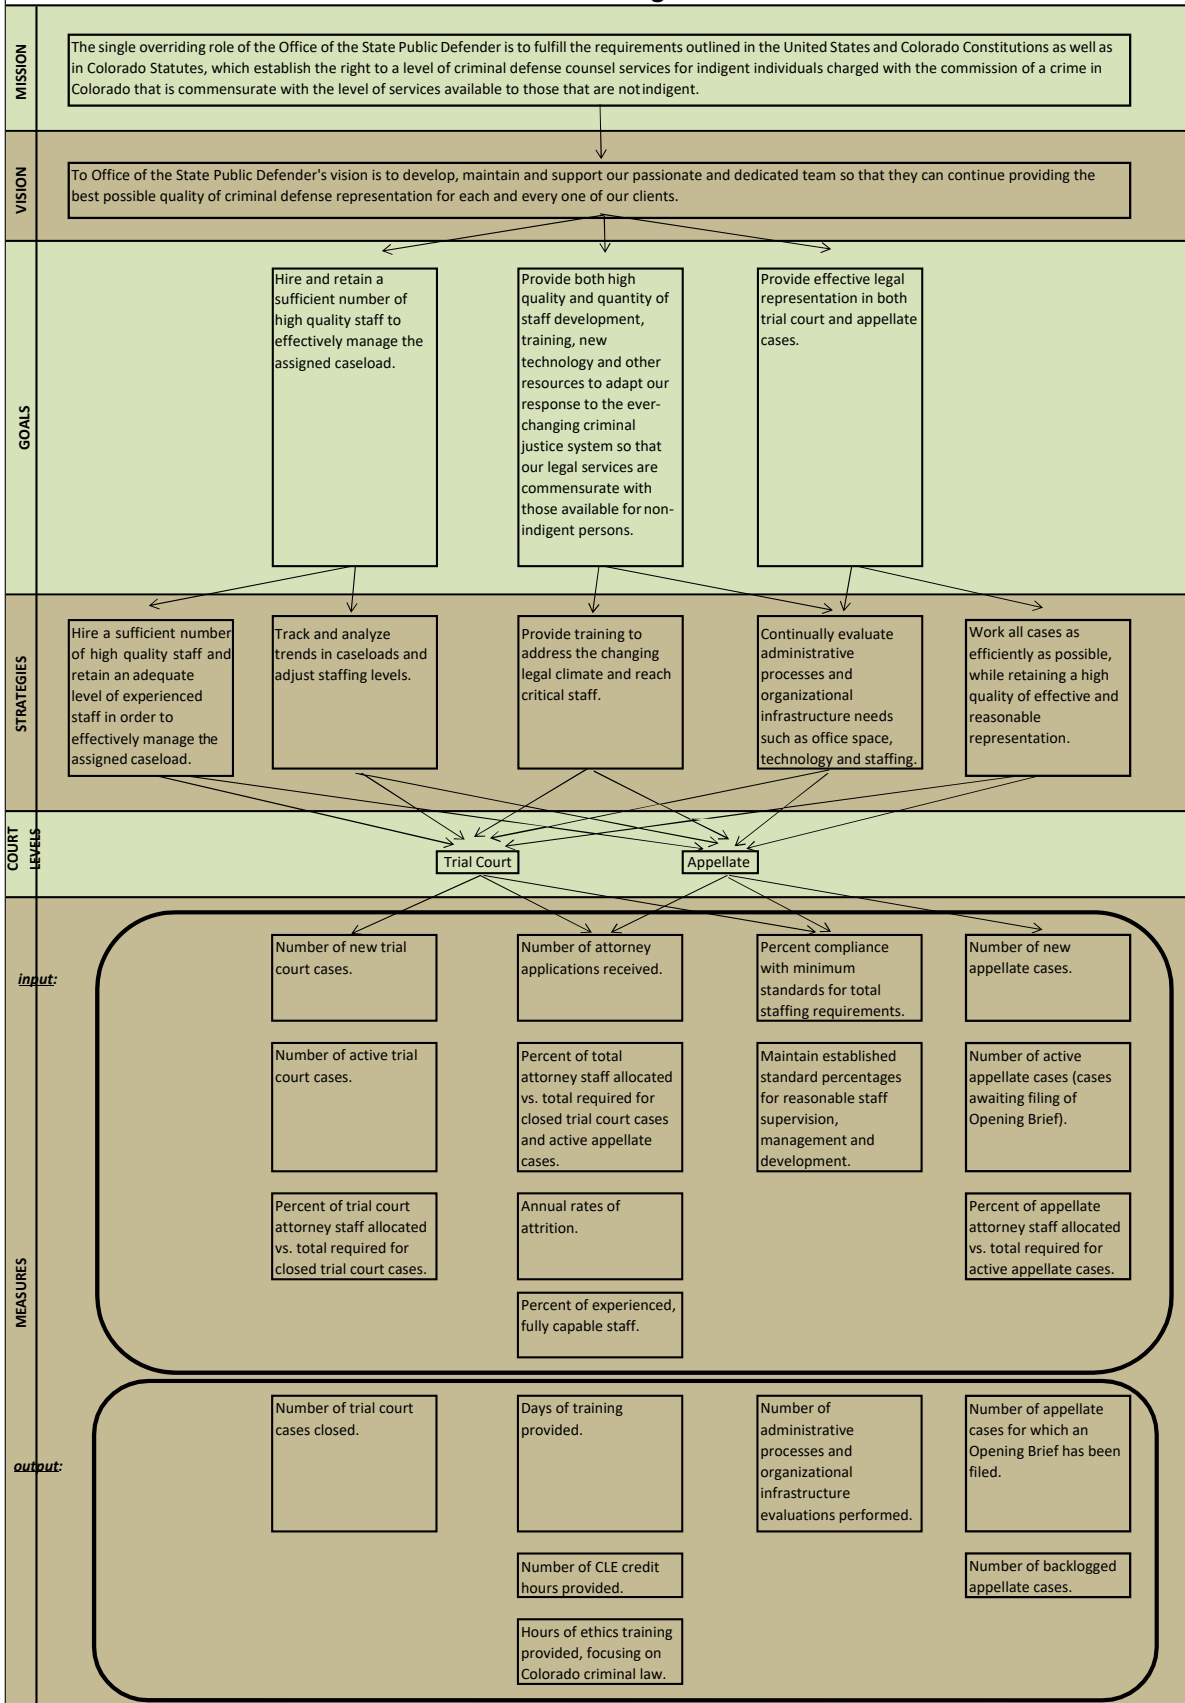 MISSION
The single overriding role of the Office of the State Public Defender is to fulfill the requirements outlined in the United States and Colorado Constitutions as well as
in Colorado Statutes, which establish the right to a level of criminal defense counsel services for indigent individuals charged with the commission of a crime in
Colorado that is commensurate with the level of services available to those that are not indigent.
VISION
To Office of the State Public Defender's vision is to develop, maintain and support our passionate and dedicated team so that they can continue providing the
best possible quality of criminal defense representation for each and every one of our clients.
GOALS
Hire and retain a
sufficient number of
high quality staff to
effectively manage the
assigned caseload.
Provide both high
quality and quantity of
staff development,
training, new
technology and other
resources to adapt our
response to the ever-
changing criminal
justice system so that
our legal services are
commensurate with
those available for non-
indigent persons.
Provide effective legal
representation in both
trial court and appellate
cases.
STRATEGIES
Hire a sufficient number
of high quality staff and
retain an adequate
level of experienced
staff in order to
effectively manage the
assigned caseload.
Track and analyze
trends in caseloads and
adjust staffing levels.
Provide training to
address the changing
legal climate and reach
critical staff.
Continually evaluate
administrative
processes and
organizational
infrastructure needs
such as office space,
technology and staffing.
Work all cases as
efficiently as possible,
while retaining a high
quality of effective and
reasonable
representation.
COURT
LEVELS
Trial Court
Appellate
MEASURES
input:
Number of new trial
court cases.
Number of attorney
applications received.
Percent compliance
with minimum
standards for total
staffing requirements.
Number of new
appellate cases.
Number of active trial
court cases.
Percent of total
attorney staff allocated
vs. total required for
closed trial court cases
and active appellate
cases.
Maintain established
standard percentages
for reasonable staff
supervision,
management and
development.
Number of active
appellate cases (cases
awaiting filing of
Opening Brief).
Percent of trial court
attorney staff allocated
vs. total required for
closed trial court cases.
Annual rates of
attrition.
Percent of appellate
attorney staff allocated
vs. total required for
active appellate cases.
Percent of experienced,
fully capable staff.
output:
Number of trial court
cases closed.
Days of training
provided.
Number of
administrative
processes and
organizational
infrastructure
evaluations performed.
Number of appellate
cases for which an
Opening Brief has been
filed.
Number of CLE credit
hours provided.
Number of backlogged
appellate cases.
Hours of ethics training
provided, focusing on
Colorado criminal law.